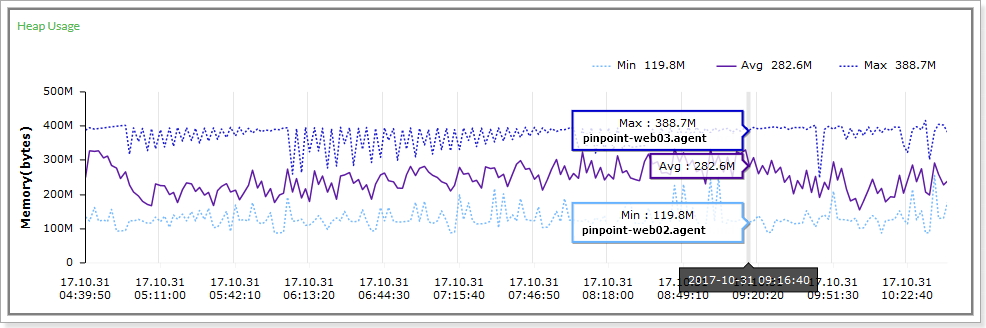 Heap Usage
Min 119.8M Avg 282.6M Max 388.7M
500M
400M
300M
200M
100M
0
Memory(bytes)
Max : 388.7M
pinpoint-web03.agent
Avg : 282.6M
Min : 119.8M
pinpoint-web02.agent
2017-10-31 09:16:40
17.10.31 17.10.31 17.10.31 17.10.31 17.10.31 17.10.31 17.10.31 17.10.31 17.10.31 17.10.31 17.10.31 17.10.31
04:39:50 05:11:00 05:42:10 06:13:20 06:44:30 07:15:40 07:46:50 08:18:00 08:49:10 09:20:20 09:51:30 10:22:40